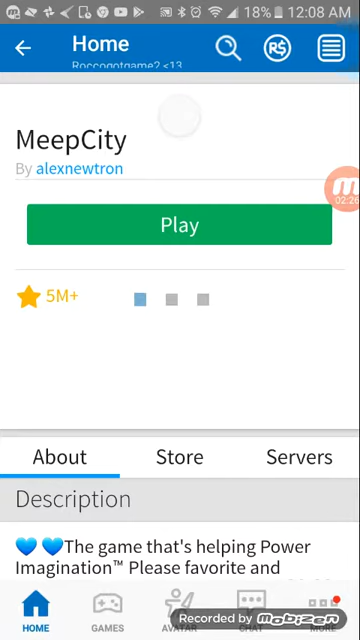 18% 12:08 AM
Home
Roccogotgame2 <13
R$
MeepCity
By alexnewtron
02:26
Play
5M+
About Store Servers
Description
💙 💙The game that's helping Power
Imagination™ Please favorite and
HOME GAMES AVATAR CHAT MORE
Recorded by mobizen